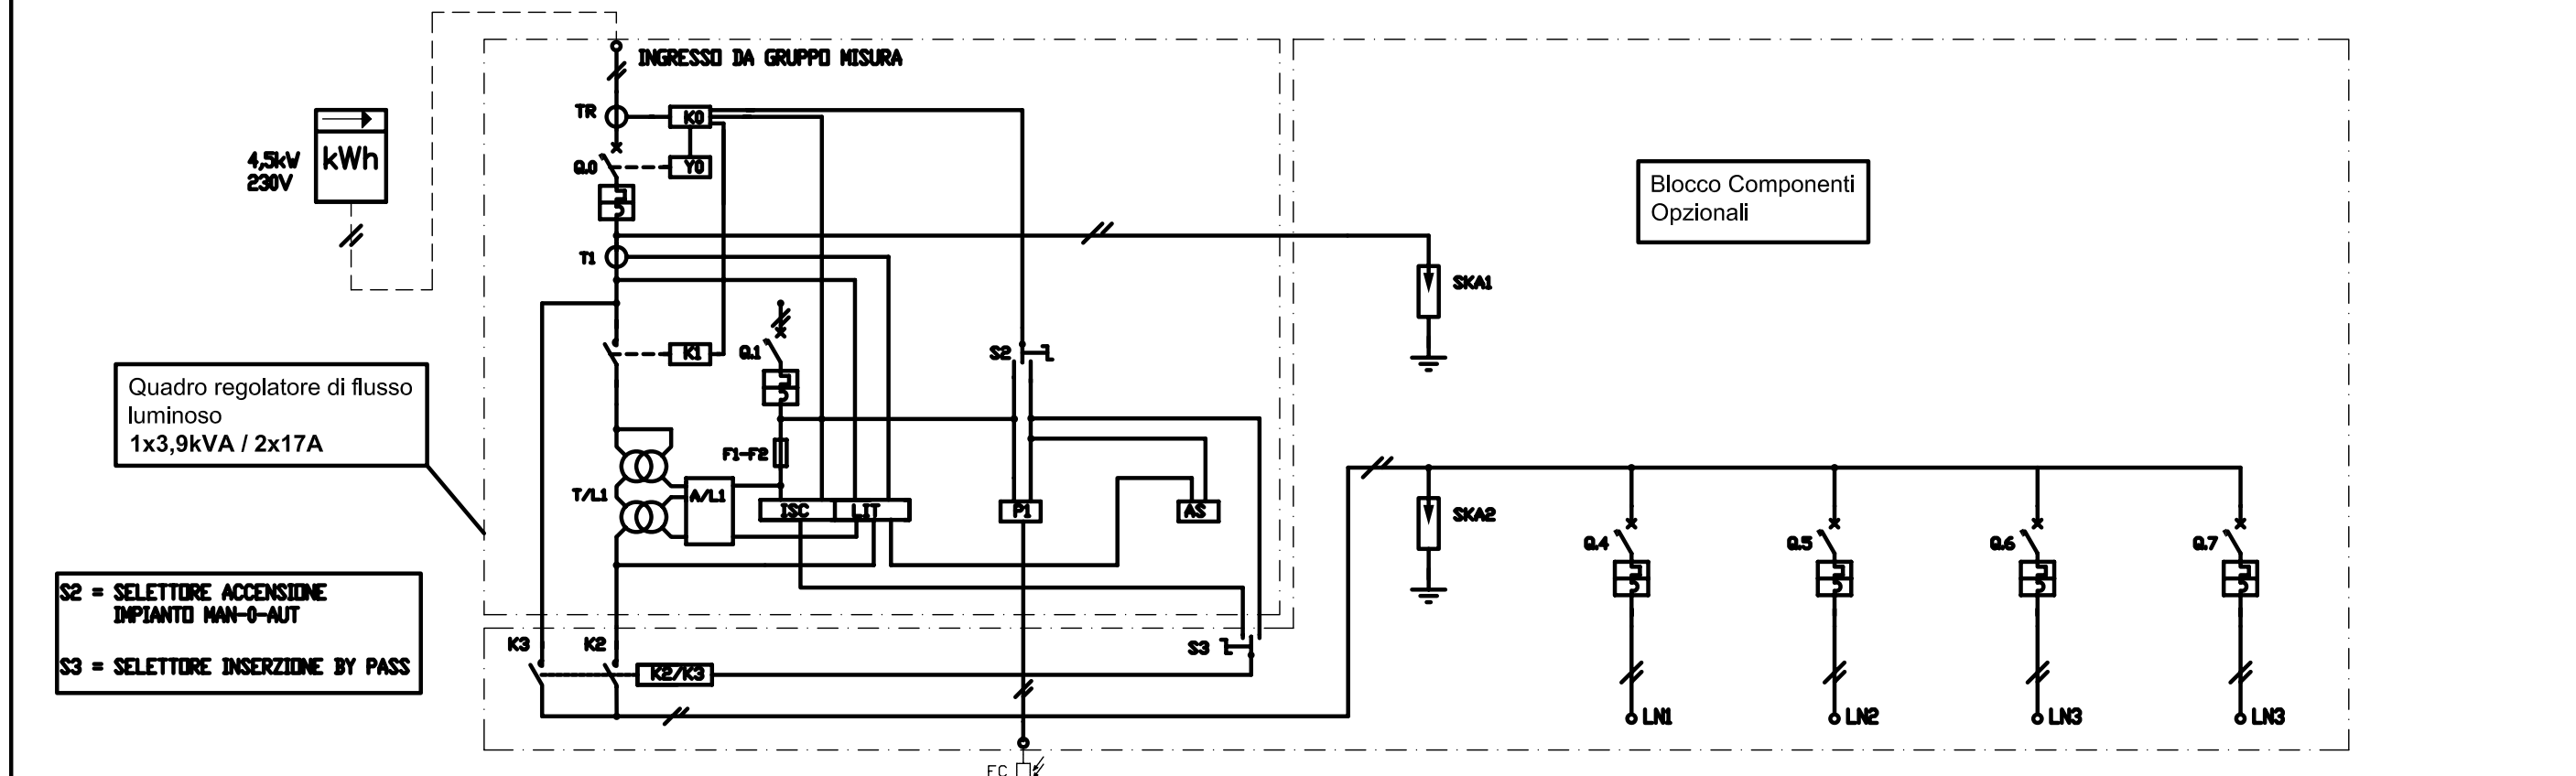 INGRESSO DA GRUPPO MISURA
TR
K0
4,5kW
230V
kWh
Q.0
Y0
Blocco Componenti
Opzionali
T1
SKA1
K1
Q.1
S2
Quadro regolatore di flusso
luminoso
1x3,9kVA / 2x17A
F1-F2
T/L1
A/L1
ISC
LIT
P1
AS
SKA2
Q.4
Q.5
Q.6
Q.7
S2 = SELETTORE ACCENSIONE
IMPIANTO MAN-O-AUT
S3 = SELETTORE INSERZIONE BY PASS
K3
K2
K2/K3
S3
LN1
LN2
LN3
LN3
FC